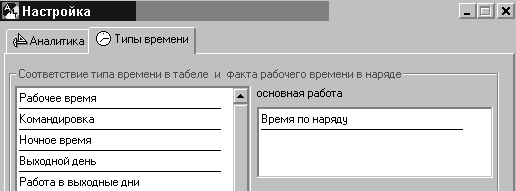 Настройка
Аналитика
Типы времени
Соответствие типа времени в табеле и факта рабочего времени в наряде
Рабочее время
Командировка
Ночное время
Выходной день
Работа в выходные дни
основная работа
Время по наряду